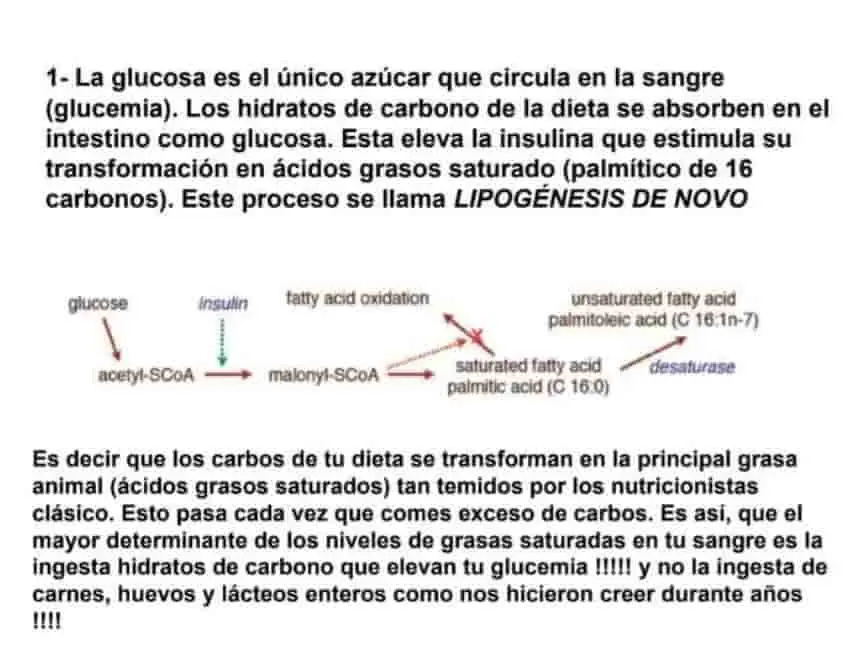 1- La glucosa es el único azúcar que circula en la sangre
(glucemia). Los hidratos de carbono de la dieta se absorben en el
intestino como glucosa. Esta eleva la insulina que estimula su
transformación en ácidos grasos saturado (palmítico de 16
carbonos). Este proceso se llama LIPOGÉNESIS DE NOVO
glucose
insulin
fatty acid oxidation
unsaturated fatty acid
palmitoleic acid (C 16:1n-7)
acetyl-SCoA
malonyl-SCoA
saturated fatty acid
palmitic acid (C 16:0)
desaturase
Es decir que los carbos de tu dieta se transforman en la principal grasa
animal (ácidos grasos saturados) tan temidos por los nutricionistas
clásico. Esto pasa cada vez que comes exceso de carbos. Es así, que el
mayor determinante de los niveles de grasas saturadas en tu sangre es la
ingesta hidratos de carbono que elevan tu glucemia !!!!! y no la ingesta de
carnes, huevos y lácteos enteros como nos hicieron creer durante años
!!!!